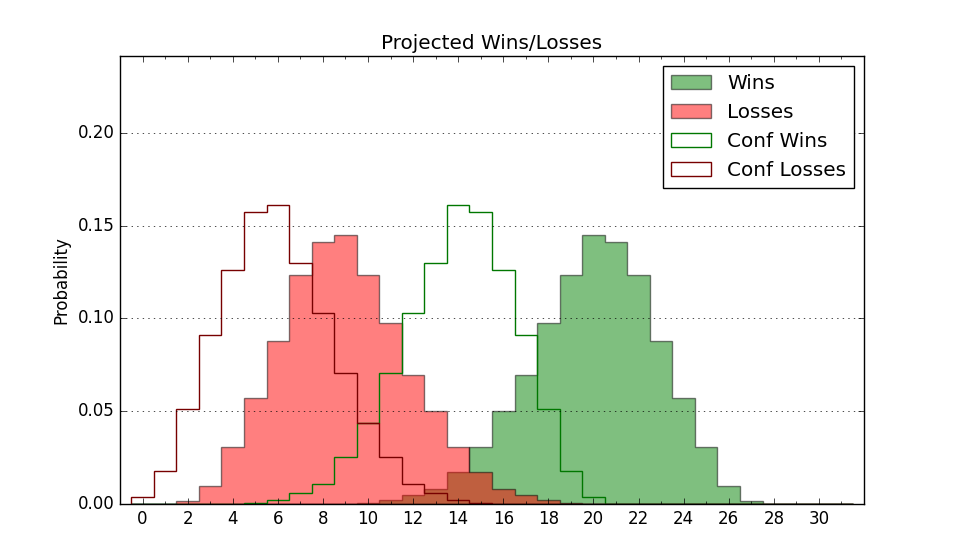 Projected Wins/Losses
Wins
Losses
Conf Wins
Conf Losses
Probability
0.20
0.15
0.10
0.05
0.00
0 2 4 6 8 10 12 14 16 18 20 22 24 26 28 30